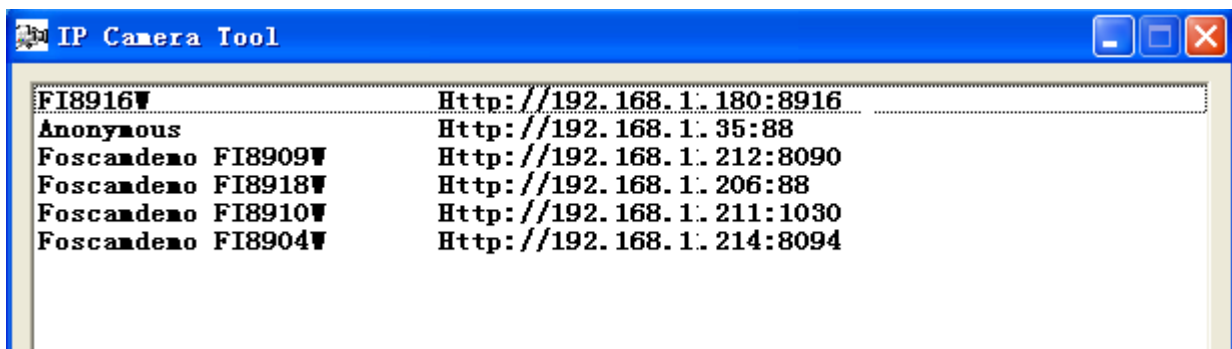 IP Camera Tool
FI8916W Http://192.168.1.180:8916
Anonymous Http://192.168.1.35:88
Foscamdemo FI8909W Http://192.168.1.212:8090
Foscamdemo FI8918W Http://192.168.1.206:88
Foscamdemo FI8910W Http://192.168.1.211:1030
Foscamdemo FI8904W Http://192.168.1.214:8094